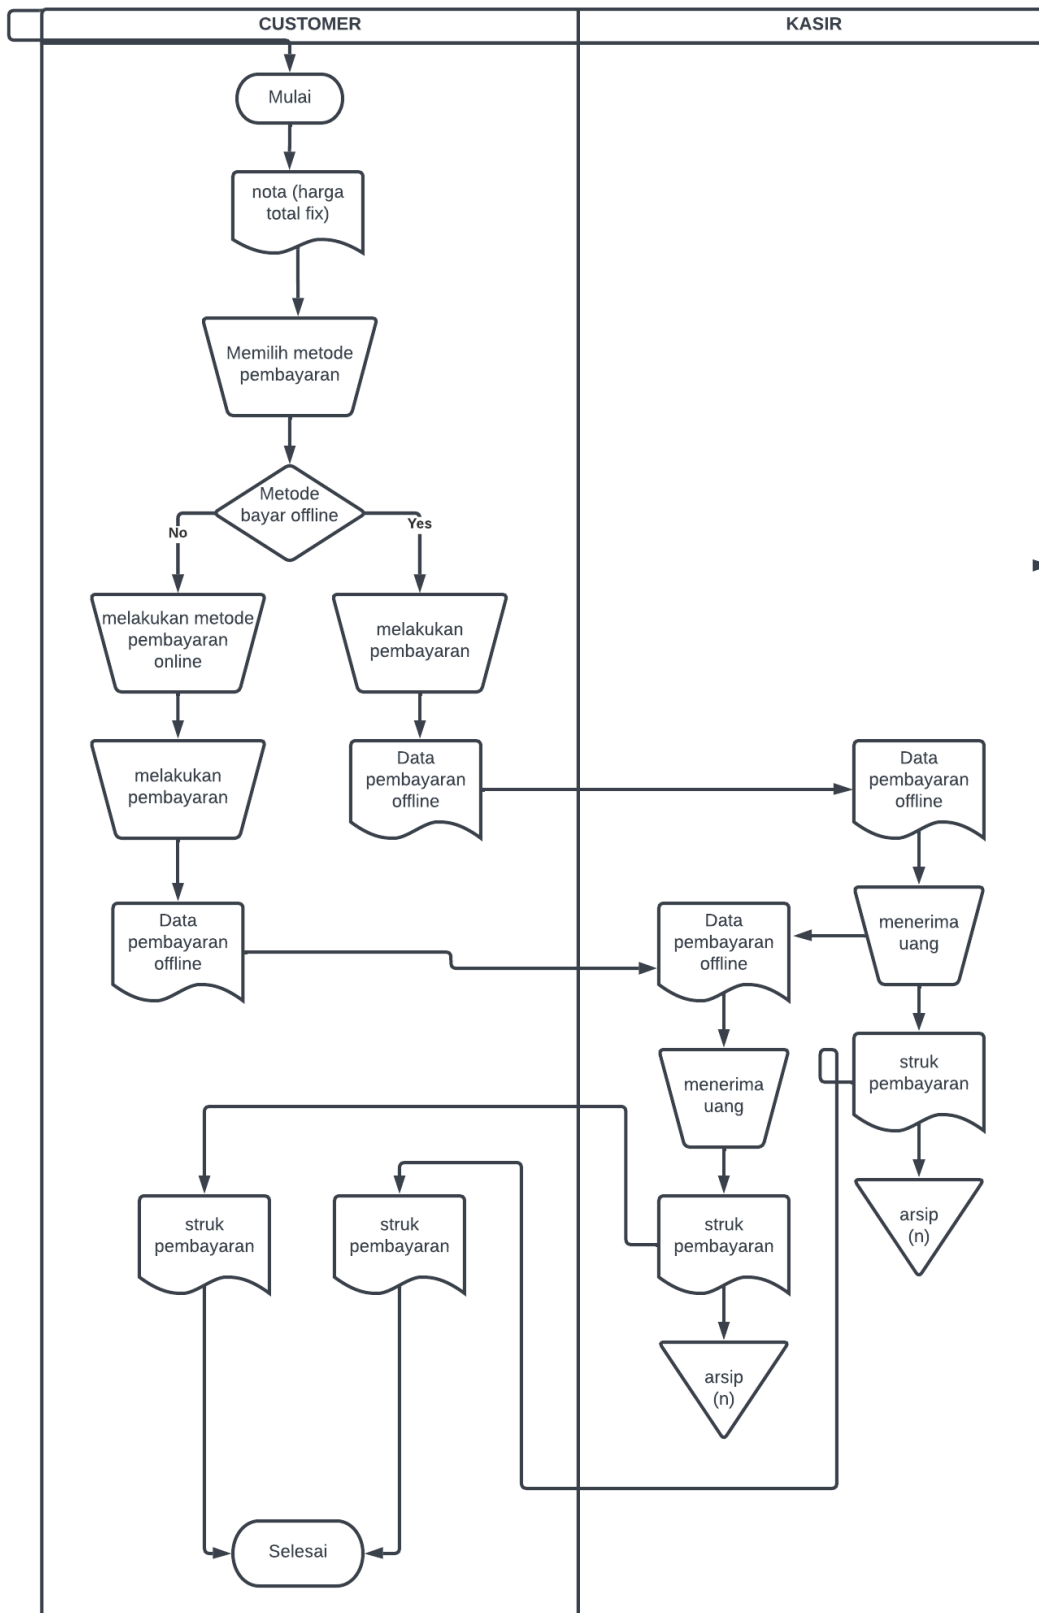 CUSTOMER
KASIR
Mulai
nota (harga
total fix)
Memilih metode
pembayaran
Metode
bayar offline
No
Yes
melakukan metode
pembayaran
online
melakukan
pembayaran
melakukan
pembayaran
Data
pembayaran
offline
Data
pembayaran
offline
Data
pembayaran
offline
Data
pembayaran
offline
menerima
uang
menerima
uang
struk
pembayaran
struk
pembayaran
struk
pembayaran
struk
pembayaran
arsip
(n)
arsip
(n)
Selesai